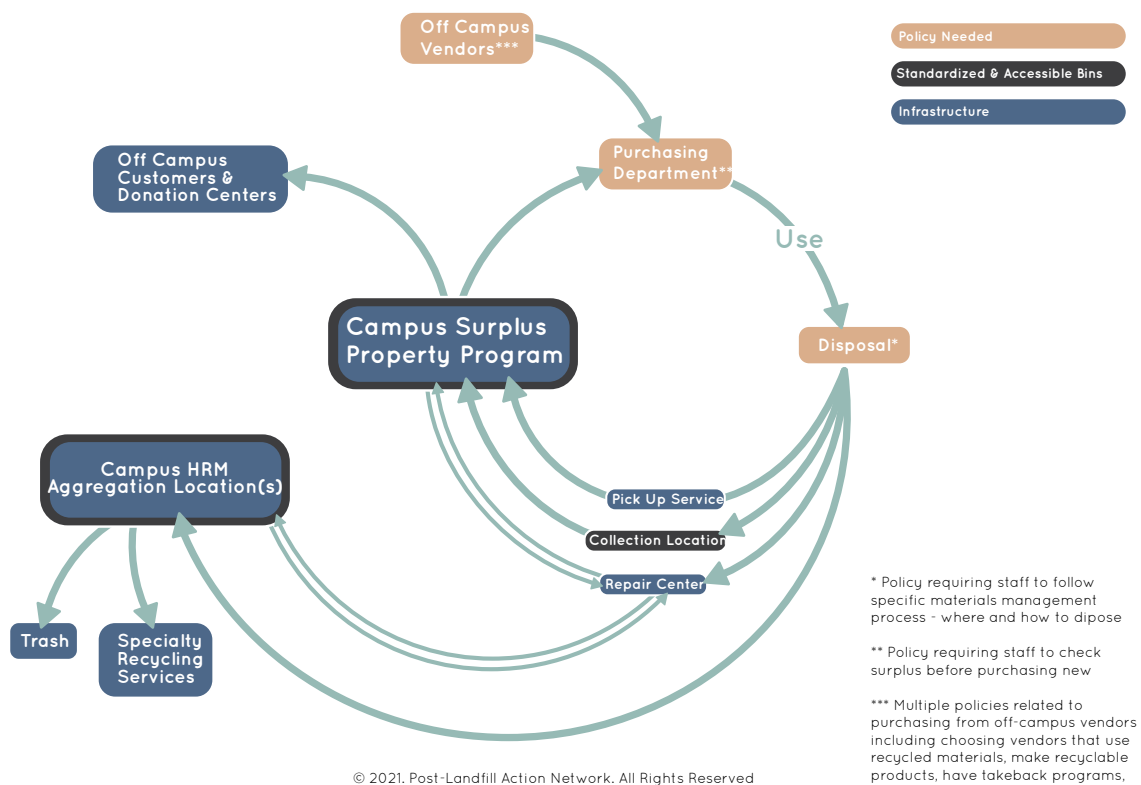 Off Campus
Vendors***
Policy Needed
Standardized & Accessible Bins
Infrastructure
Off Campus
Customers &
Donation Centers
Purchasing
Department**
Use
Campus Surplus
Property Program
Disposal*
Campus HRM
Aggregation Location(s)
Pick Up Service
Collection Location
Repair Center
Trash
Specialty
Recycling
Services
* Policy requiring staff to follow
specific materials management
process - where and how to dipose
** Policy requiring staff to check
surplus before purchasing new
*** Multiple policies related to
purchasing from off-campus vendors
including choosing vendors that use
recycled materials, make recyclable
products, have takeback programs,
© 2021. Post-Landfill Action Network. All Rights Reserved